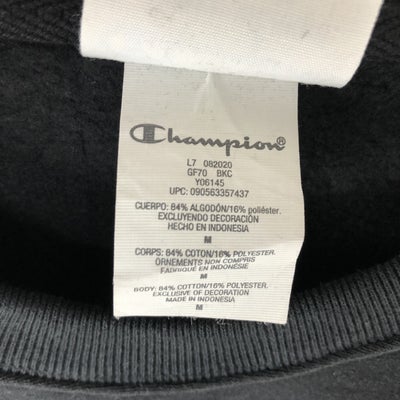 Champion®
L7 082020
GF70 BKC
Y06145
UPC: 090563357437
CUERPO: 84% ALGODÓN/16% poliéster.
EXCLUYENDO DECORACIÓN
HECHO EN INDONESIA
M
CORPS: 84% COTON/16% POLYESTER.
ORNEMENTS NON COMPRIS
FABRIQUÉ EN INDONÉSIE
M
BODY: 84% COTTON/16% POLYESTER.
EXCLUSIVE OF DECORATION
MADE IN INDONESIA
M